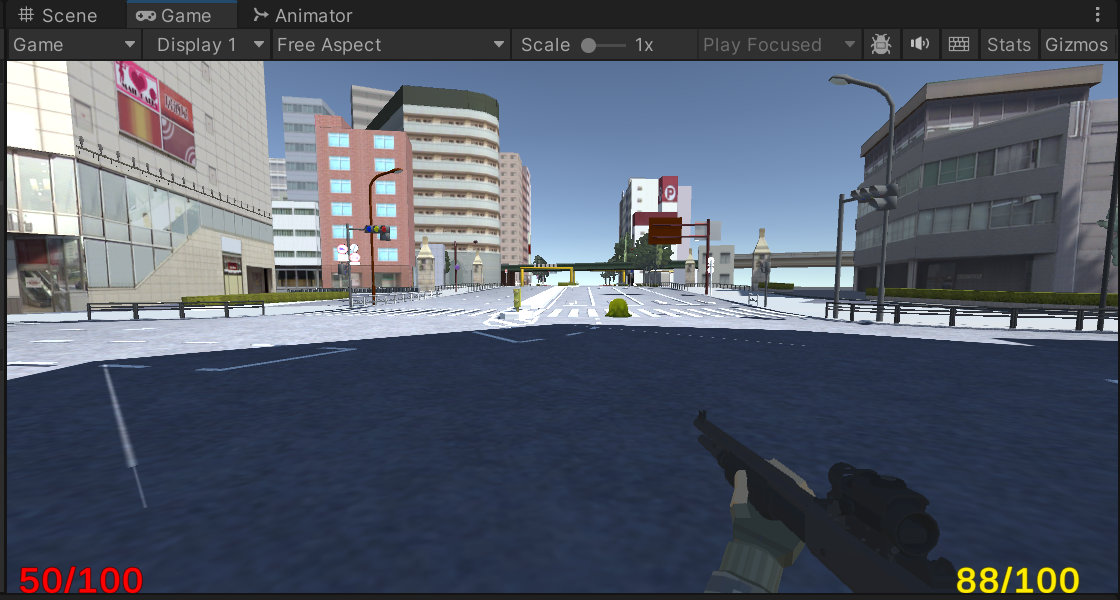 Scene
Game
Animator
Game
Display 1
Free Aspect
Scale
1x
Play Focused
Stats
Gizmos
P
50/100
88/100